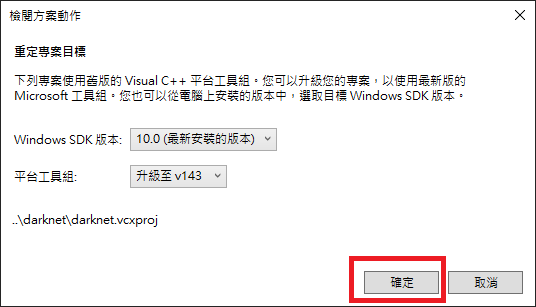 檢閱方案動作
重定專案目標
下列專案使用舊版的 Visual C++ 平台工具組。您可以升級您的專案，以使用最新版的
Microsoft 工具組。您也可以從電腦上安裝的版本中，選取目標 Windows SDK 版本。
Windows SDK 版本: 10.0 (最新安裝的版本)
平台工具組: 升級至 v143
..\darknet\darknet.vcxproj
確定 取消